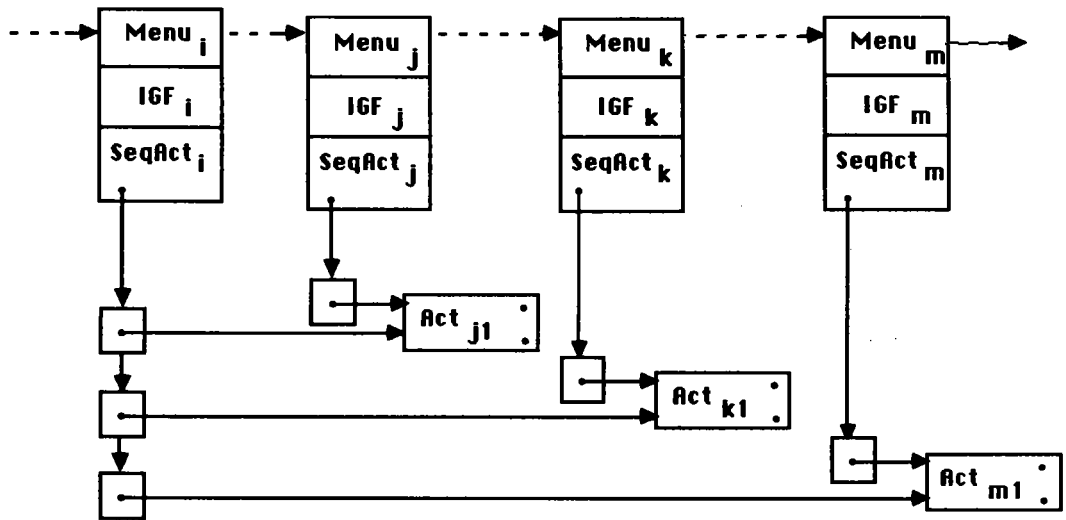 Menu i
IGF i
SeqAct i
Menu j
IGF j
SeqAct j
Menu k
IGF k
SeqAct k
Menu m
IGF m
SeqAct m
Act j1
Act k1
Act m1